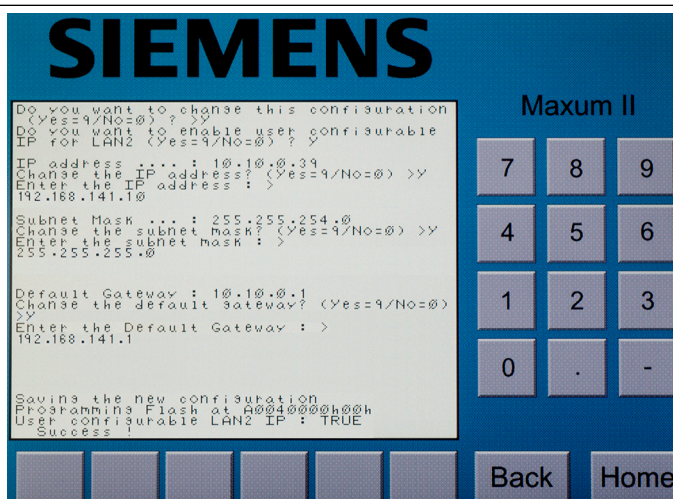 SIEMENS
Do you want to change this configuration
(Yes=9/No=0) ? >Y
Do you want to enable user configurable
IP for LAN2 (Yes=9/No=0) ? Y
IP address .... : 10.10.0.39
Change the IP address? (Yes=9/No=0) >Y
Enter the IP address : >
192.168.141.10
Subnet Mask ... : 255.255.254.0
Change the subnet mask? (Yes=9/No=0) >Y
Enter the subnet mask : >
255.255.255.0
Default Gateway : 10.10.0.1
Change the default gateway? (Yes=9/No=0)
>Y
Enter the Default Gateway : >
192.168.141.1
Saving the new configuration
Programming Flash at A0040000h00h
User configurable LAN2 IP : TRUE
Success !
Maxum II
7 8 9
4 5 6
1 2 3
0 . -
Back Home